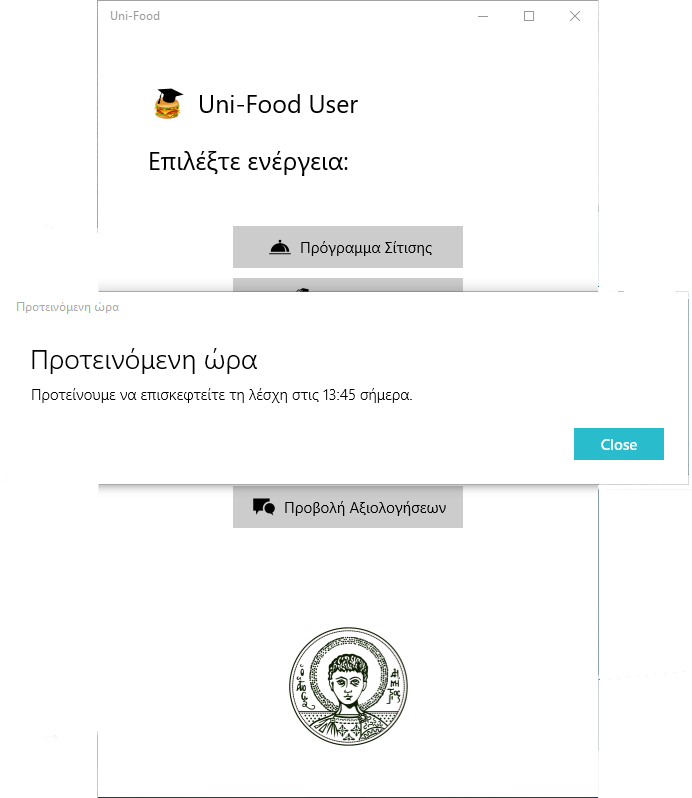 Uni-Food
Uni-Food User
Επιλέξτε ενέργεια:
Πρόγραμμα Σίτισης
Προτεινόμενη ώρα
Προτεινόμενη ώρα
Προτείνουμε να επισκεφτείτε τη λέσχη στις 13:45 σήμερα.
Close
Προβολή Αξιολογήσεων